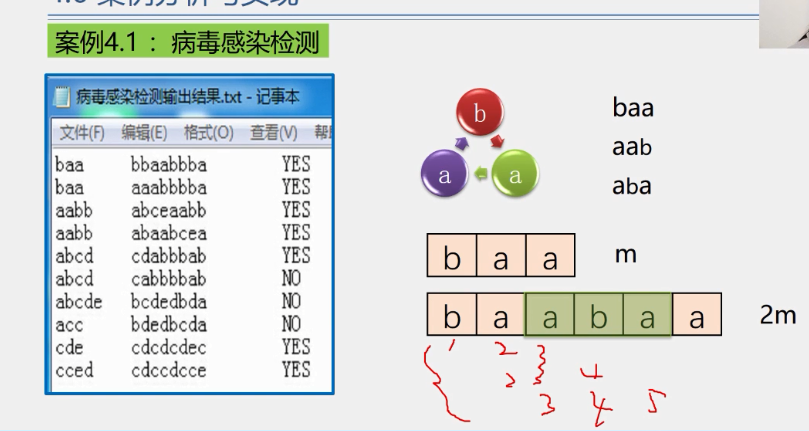 案例4.1 ：病毒感染检测
病毒感染检测输出结果.txt - 记事本
文件(F) 编辑(E) 格式(O) 查看(V)
baa bbaabbba YES
baa aaabbbba YES
aabb abceaabb YES
aabb abaabcea YES
abcd cdabbbab YES
abcd cabbbbab NO
abcde bcdedbda NO
acc bdedbcda NO
cde cdcdcdec YES
cced cdccdcce YES
b
a a
baa
aab
aba
b a a m
b a a b a a 2m
1 2 3
2 3 4
3 4 5